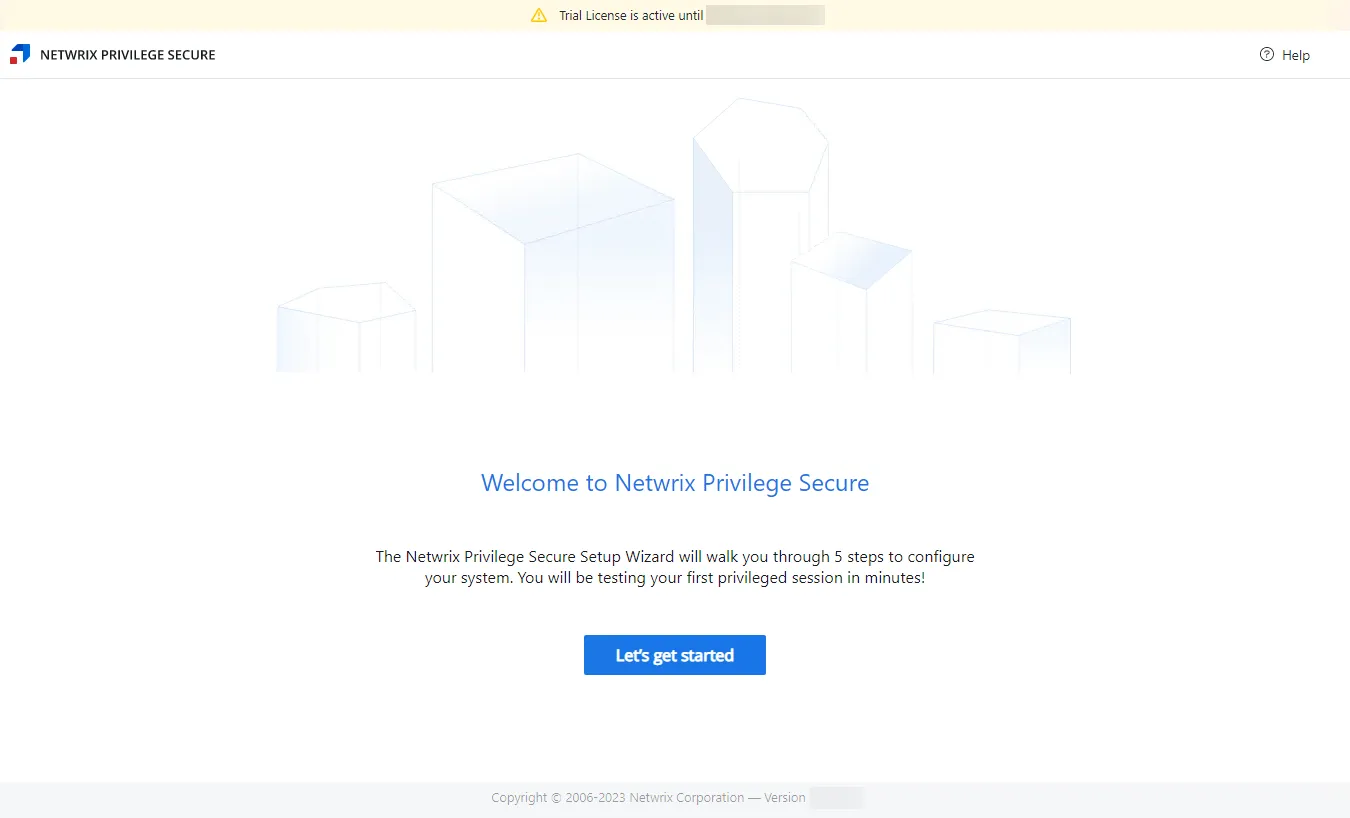 Trial License is active until
NETWRIX PRIVILEGE SECURE
Help
Welcome to Netwrix Privilege Secure
The Netwrix Privilege Secure Setup Wizard will walk you through 5 steps to configure
your system. You will be testing your first privileged session in minutes!
Let's get started
Copyright © 2006-2023 Netwrix Corporation — Version